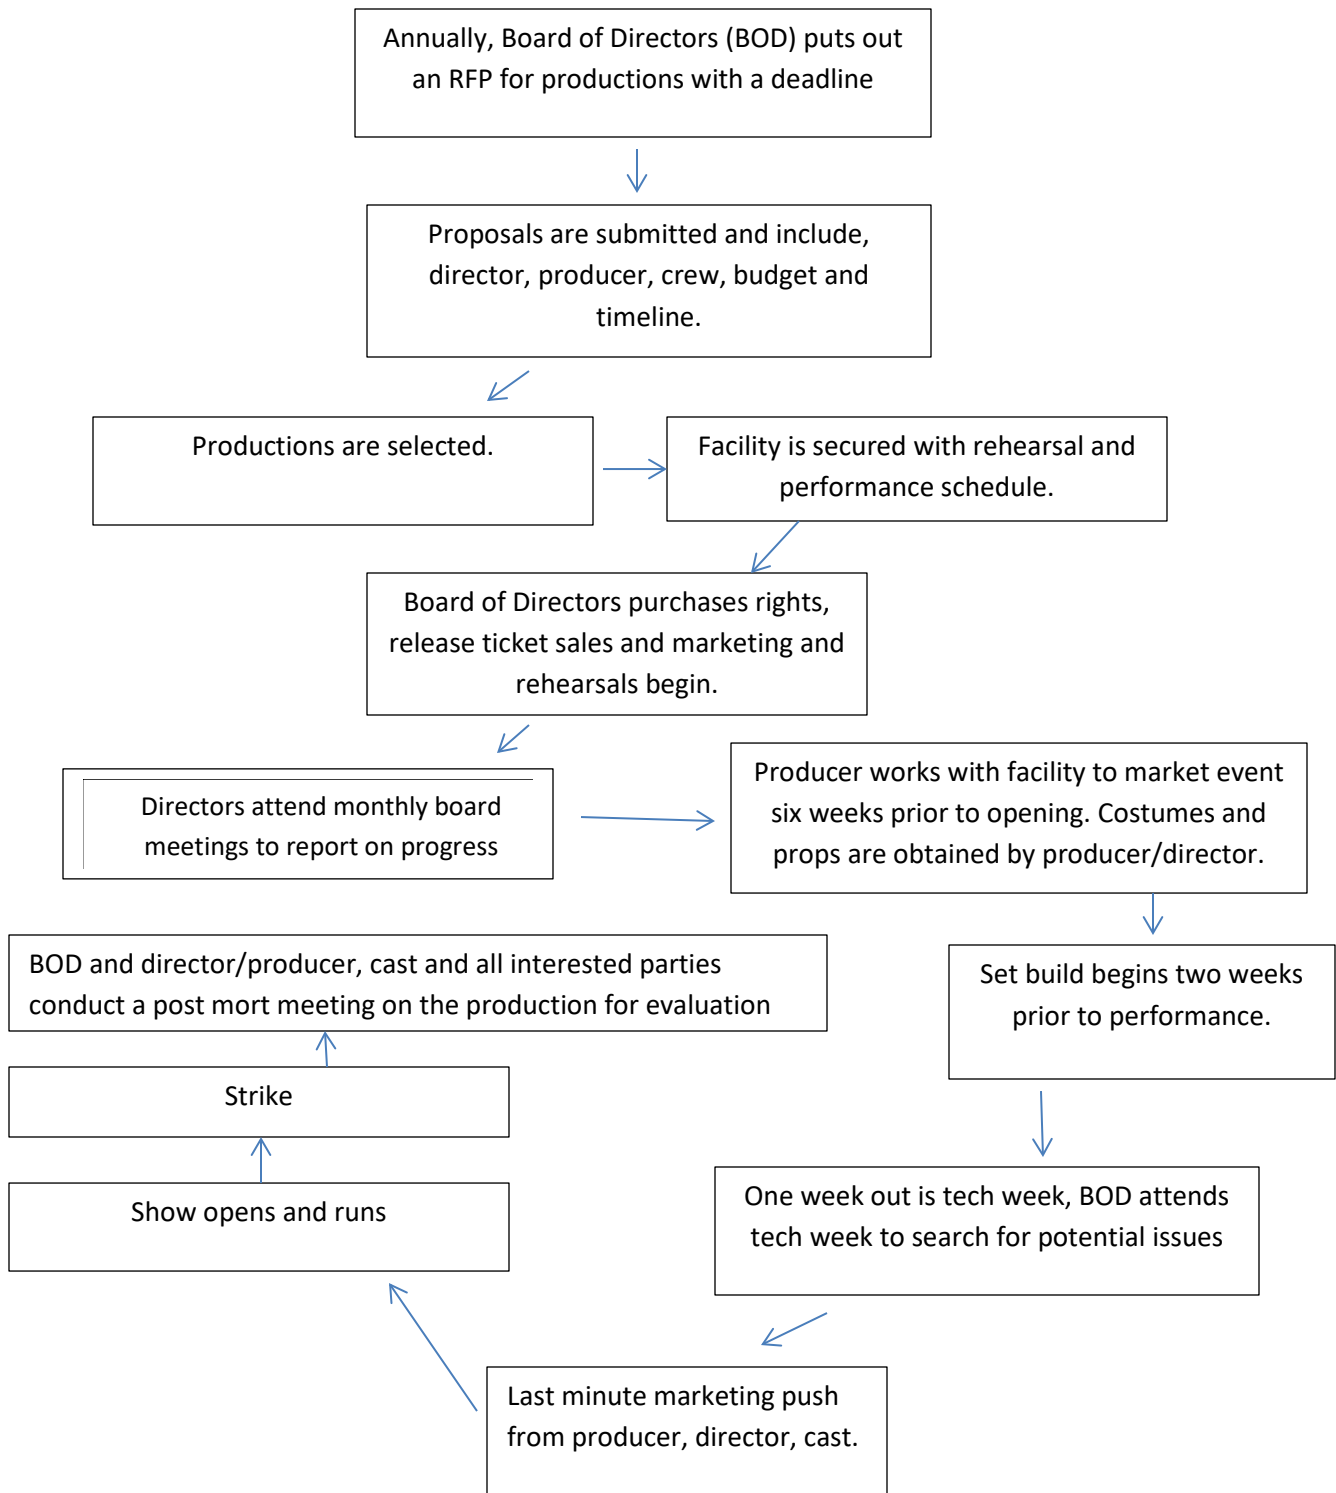 Annually, Board of Directors (BOD) puts out
an RFP for productions with a deadline
Proposals are submitted and include,
director, producer, crew, budget and
timeline.
Productions are selected.
Facility is secured with rehearsal and
performance schedule.
Board of Directors purchases rights,
release ticket sales and marketing and
rehearsals begin.
Directors attend monthly board
meetings to report on progress
Producer works with facility to market event
six weeks prior to opening. Costumes and
props are obtained by producer/director.
Set build begins two weeks
prior to performance.
One week out is tech week, BOD attends
tech week to search for potential issues
Last minute marketing push
from producer, director, cast.
Show opens and runs
Strike
BOD and director/producer, cast and all interested parties
conduct a post mort meeting on the production for evaluation